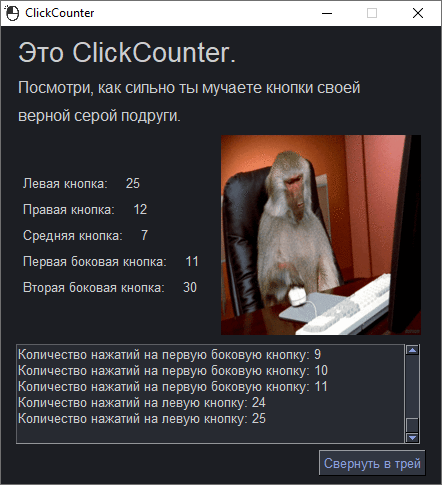 ClickCounter
Это ClickCounter.
Посмотри, как сильно ты мучаете кнопки своей
верной серой подруги.
Левая кнопка: 25
Правая кнопка: 12
Средняя кнопка: 7
Первая боковая кнопка: 11
Вторая боковая кнопка: 30
Количество нажатий на первую боковую кнопку: 9
Количество нажатий на первую боковую кнопку: 10
Количество нажатий на первую боковую кнопку: 11
Количество нажатий на левую кнопку: 24
Количество нажатий на левую кнопку: 25
Свернуть в трей